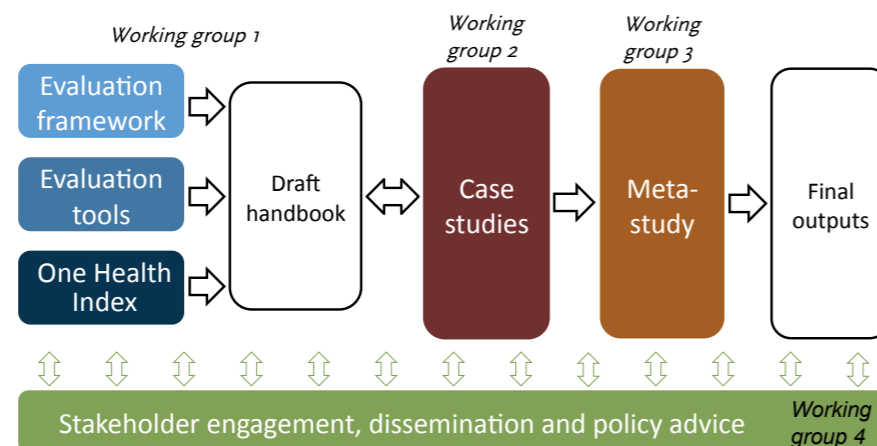 Working group 1
Working
group 2
Working
group 3
Evaluation
framework
Evaluation
tools
One Health
Index
Draft
handbook
Case
studies
Meta-
study
Final
outputs
Stakeholder engagement, dissemination and policy advice
Working
group 4